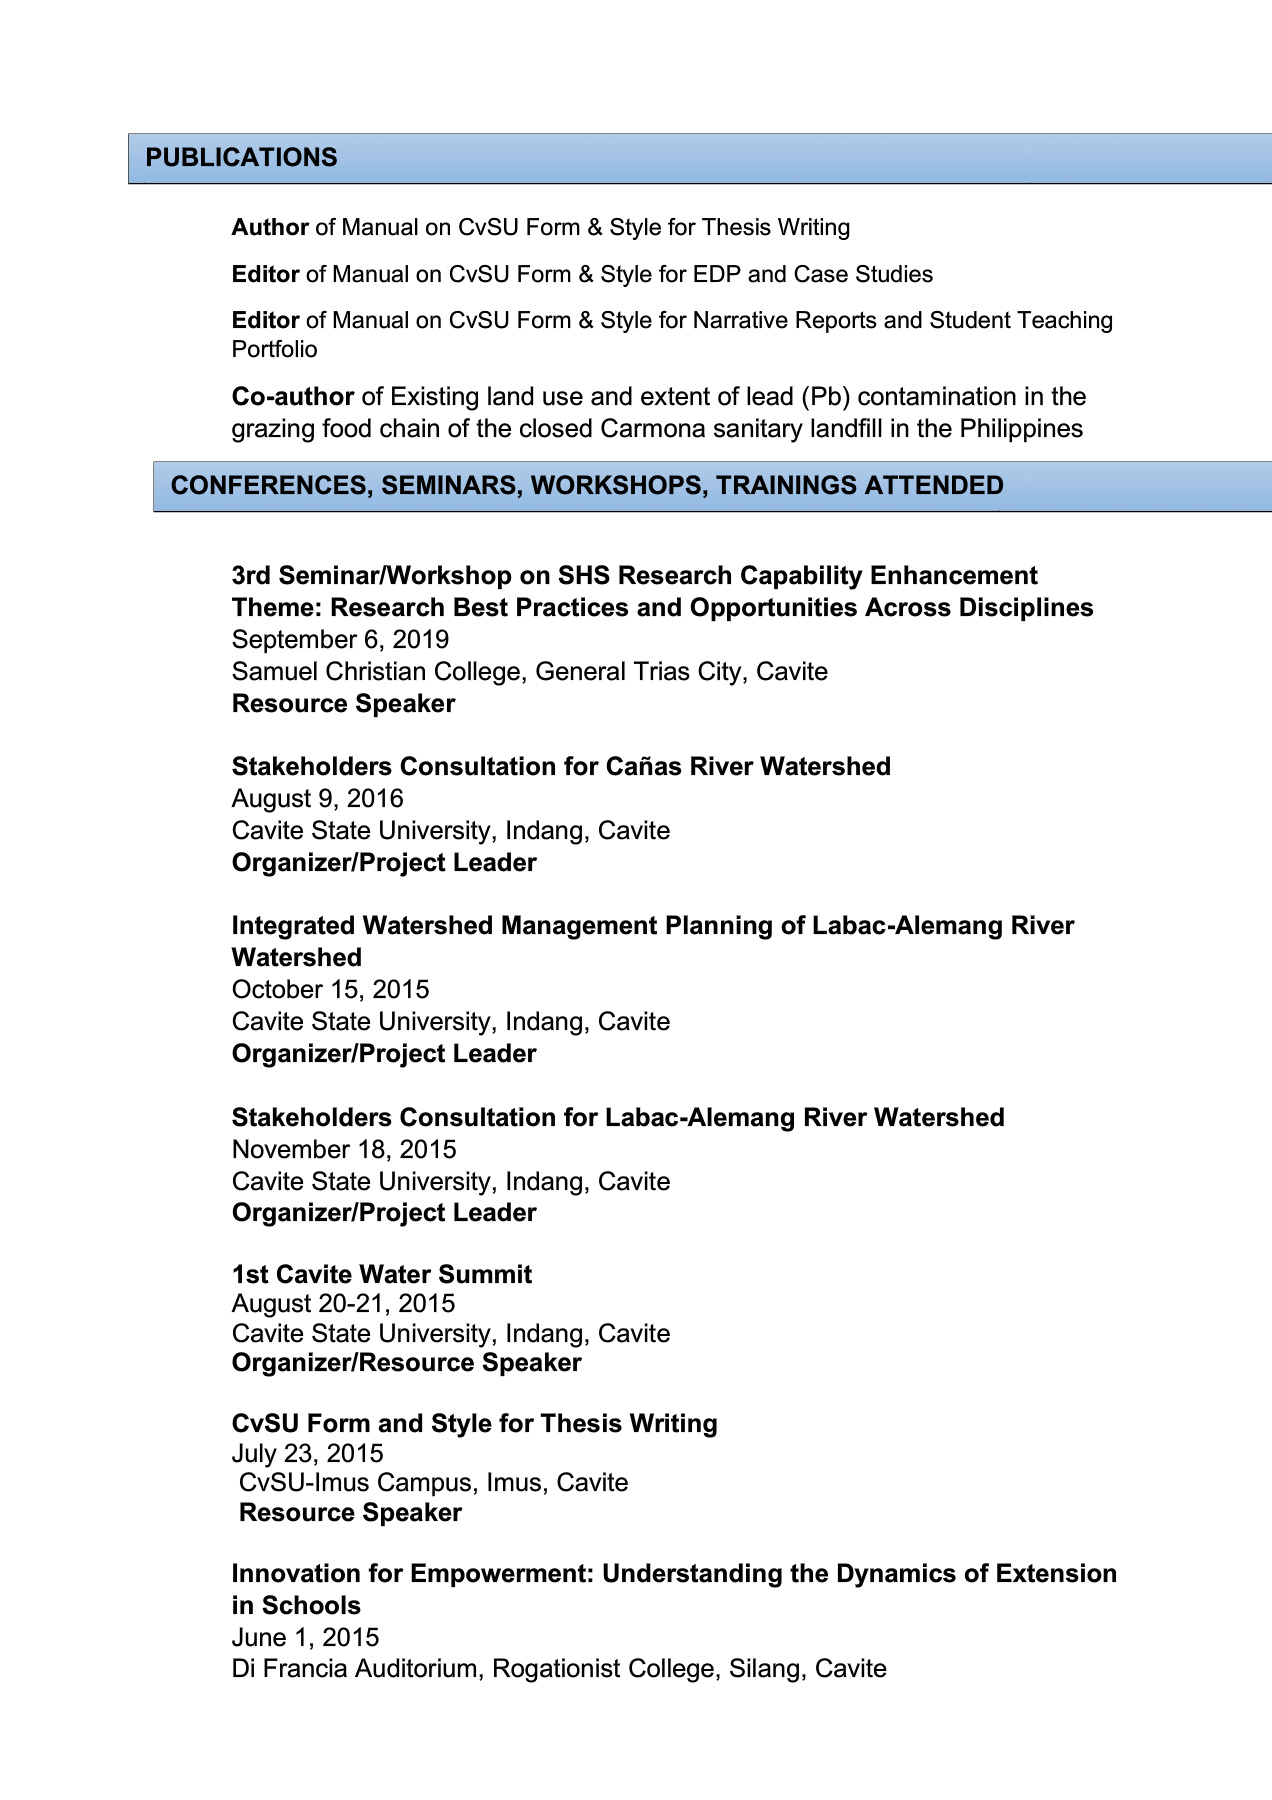 PUBLICATIONS
Author of Manual on CvSU Form & Style for Thesis Writing
Editor of Manual on CvSU Form & Style for EDP and Case Studies
Editor of Manual on CvSU Form & Style for Narrative Reports and Student Teaching
Portfolio
Co-author of Existing land use and extent of lead (Pb) contamination in the
grazing food chain of the closed Carmona sanitary landfill in the Philippines
CONFERENCES, SEMINARS, WORKSHOPS, TRAININGS ATTENDED
3rd Seminar/Workshop on SHS Research Capability Enhancement
Theme: Research Best Practices and Opportunities Across Disciplines
September 6, 2019
Samuel Christian College, General Trias City, Cavite
Resource Speaker
Stakeholders Consultation for Cañas River Watershed
August 9, 2016
Cavite State University, Indang, Cavite
Organizer/Project Leader
Integrated Watershed Management Planning of Labac-Alemang River
Watershed
October 15, 2015
Cavite State University, Indang, Cavite
Organizer/Project Leader
Stakeholders Consultation for Labac-Alemang River Watershed
November 18, 2015
Cavite State University, Indang, Cavite
Organizer/Project Leader
1st Cavite Water Summit
August 20-21, 2015
Cavite State University, Indang, Cavite
Organizer/Resource Speaker
CvSU Form and Style for Thesis Writing
July 23, 2015
CvSU-Imus Campus, Imus, Cavite
Resource Speaker
Innovation for Empowerment: Understanding the Dynamics of Extension
in Schools
June 1, 2015
Di Francia Auditorium, Rogationist College, Silang, Cavite